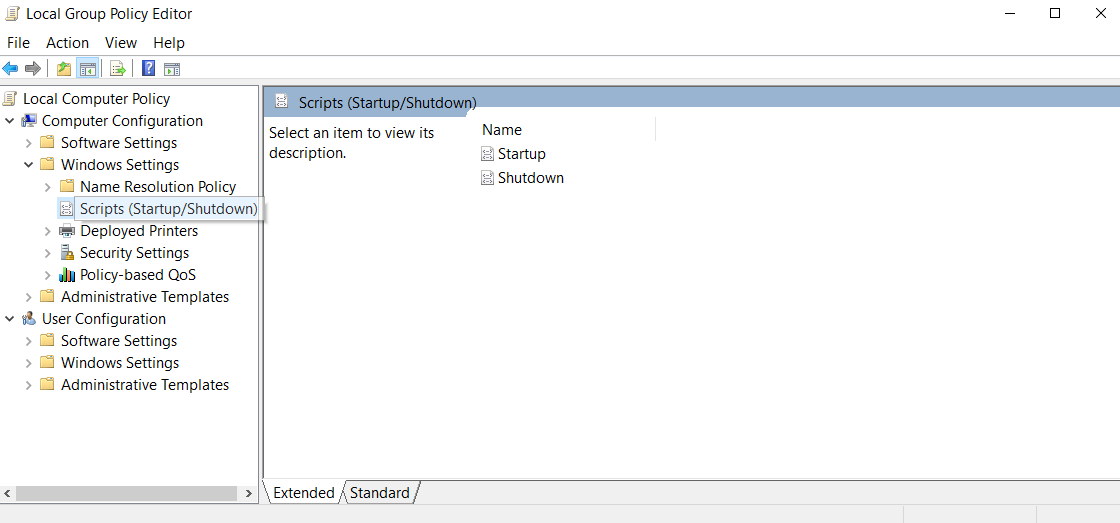 Local Group Policy Editor
File Action View Help
Local Computer Policy
Computer Configuration
Software Settings
Windows Settings
Name Resolution Policy
Scripts (Startup/Shutdown)
Deployed Printers
Security Settings
Policy-based QoS
Administrative Templates
User Configuration
Software Settings
Windows Settings
Administrative Templates
Scripts (Startup/Shutdown)
Select an item to view its
description.
Name
Startup
Shutdown
Extended Standard